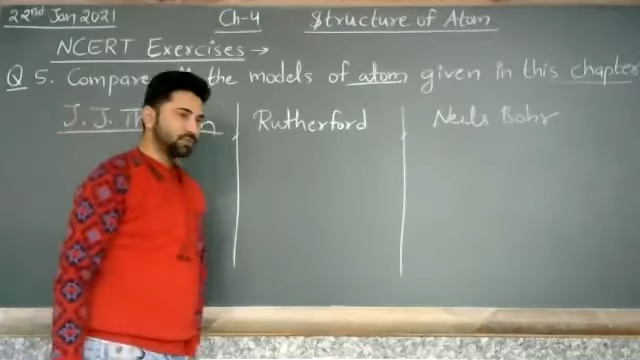 22nd Jan 2021 Ch-4 Structure of Atom
NCERT Exercises →
Q 5. Compare the models of atom given in this chapter
J. J. Rutherford Neels Bohr